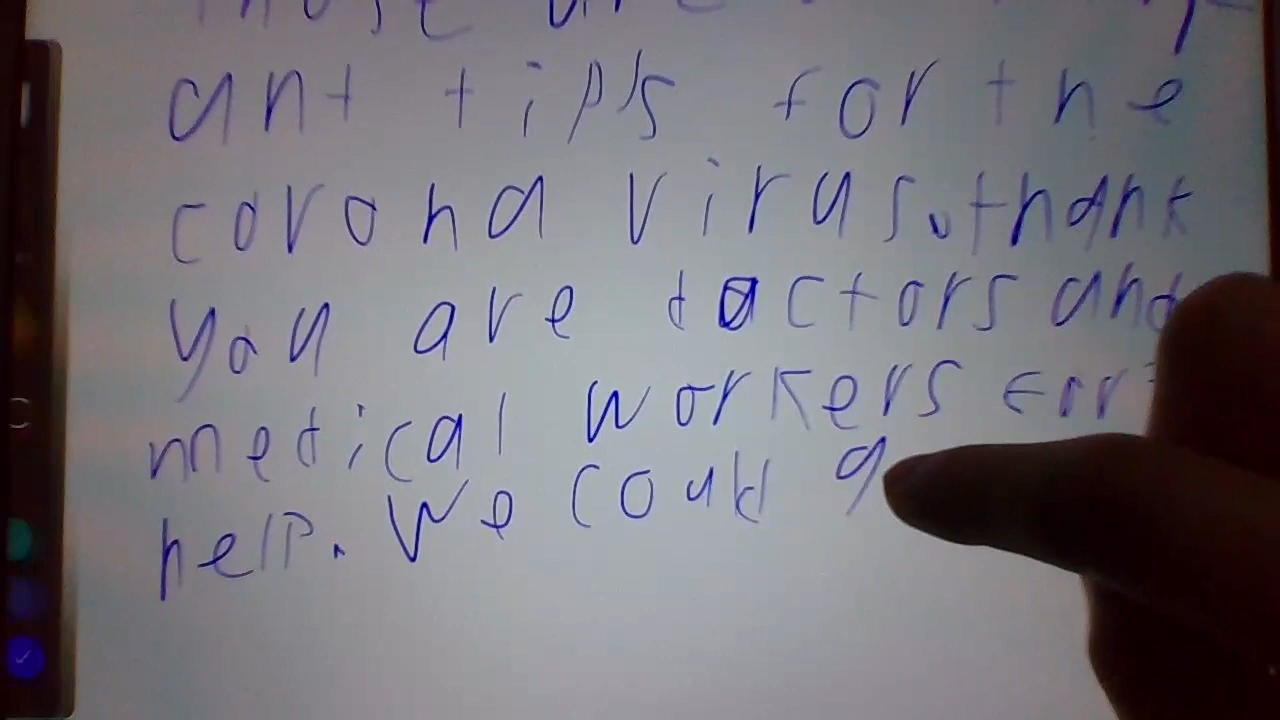 ant tips for the
corona virus. thank
you are doctors and
medical workers for
help. We could g